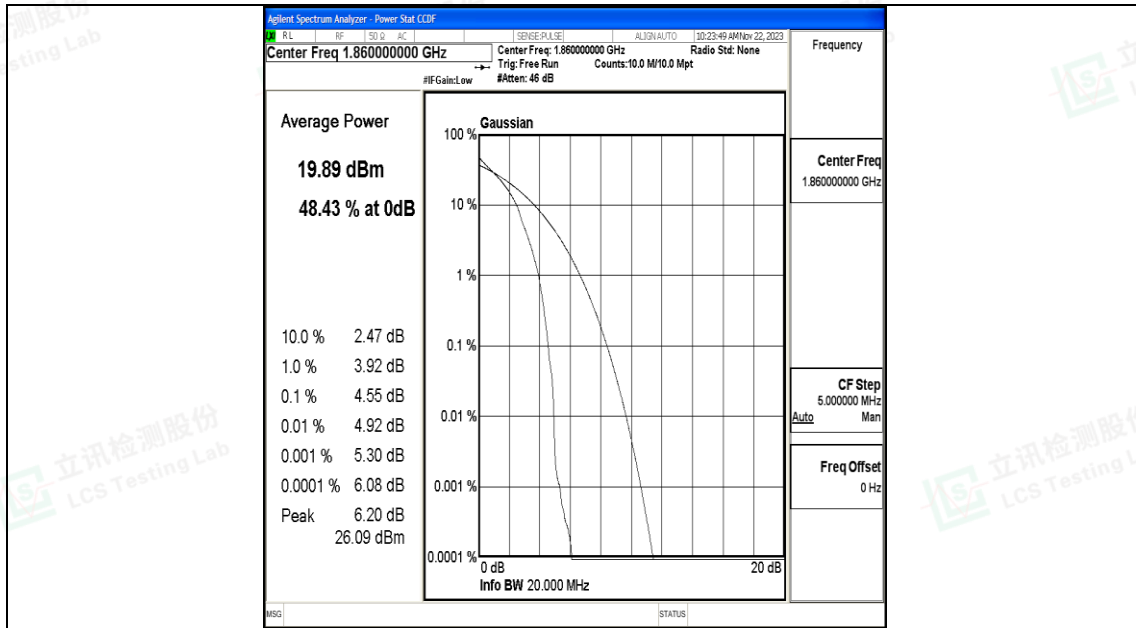 Agilent Spectrum Analyzer - Power Stat CCDF
LXI RL RF 50 Ω AC SENSE:PULSE ALIGN AUTO 10:23:49 AM Nov 22, 2023
Center Freq 1.860000000 GHz
Center Freq: 1.860000000 GHz Radio Std: None
Trig: Free Run Counts:10.0 M/10.0 Mpt
#IFGain:Low #Atten: 46 dB
Frequency
Average Power
19.89 dBm
48.43 % at 0dB
10.0 % 2.47 dB
1.0 % 3.92 dB
0.1 % 4.55 dB
0.01 % 4.92 dB
0.001 % 5.30 dB
0.0001 % 6.08 dB
Peak 6.20 dB
26.09 dBm
Gaussian
100 %
10 %
1 %
0.1 %
0.01 %
0.001 %
0.0001 %
0 dB 20 dB
Info BW 20.000 MHz
Center Freq
1.860000000 GHz
CF Step
5.000000 MHz
Auto Man
Freq Offset
0 Hz
MSG STATUS
立讯检测股份
LCS Testing Lab
立讯检测股份
LCS Testing L